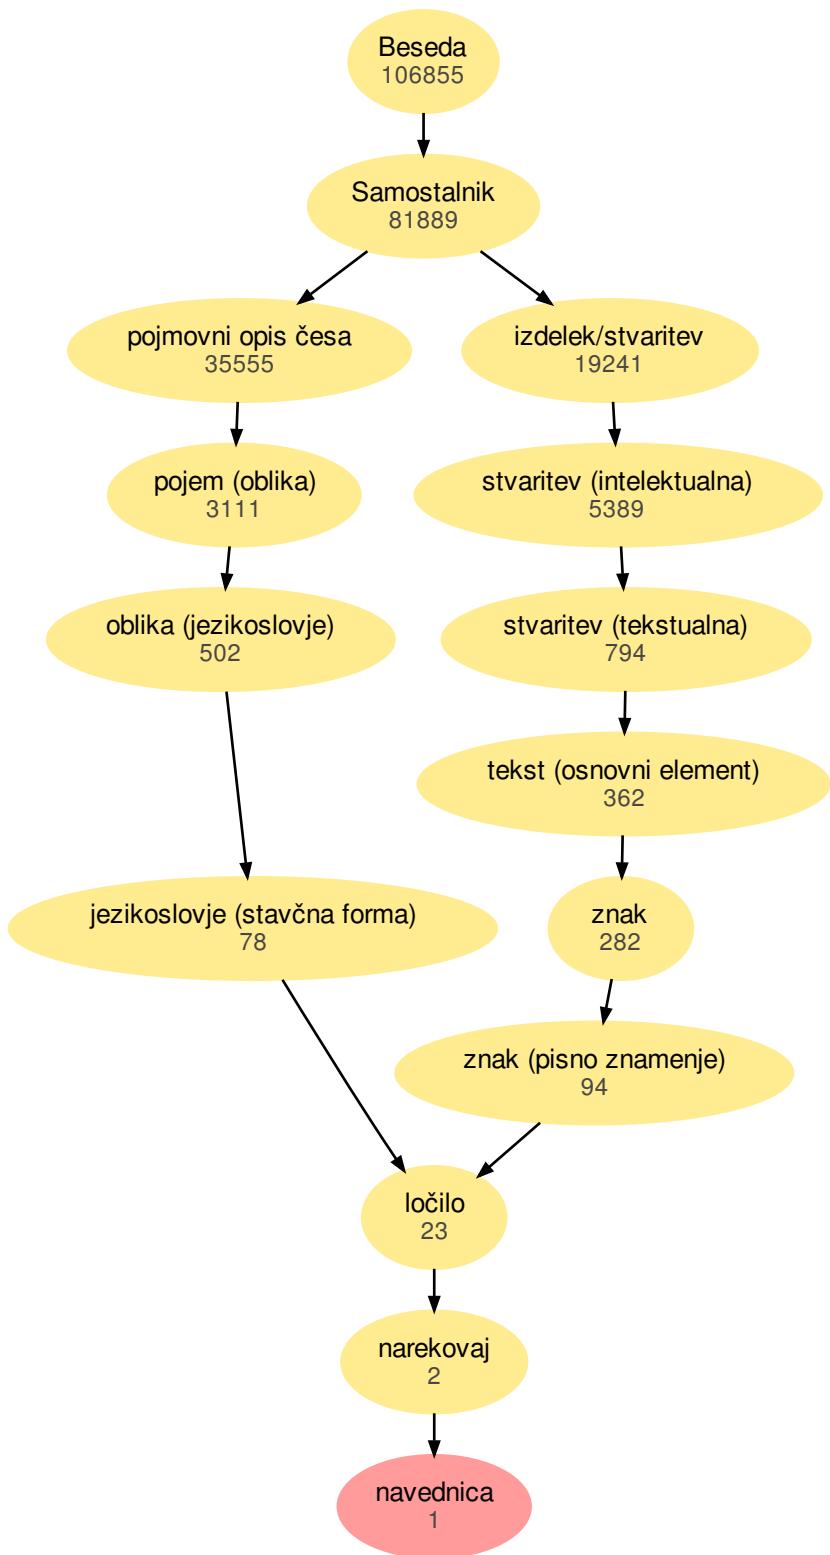 Beseda
106855
Samostalnik
81889
pojmovni opis česa
35555
izdelek/stvaritev
19241
pojem (oblika)
3111
stvaritev (intelektualna)
5389
oblika (jezikoslovje)
502
stvaritev (tekstualna)
794
tekst (osnovni element)
362
jezikoslovje (stavčna forma)
78
znak
282
znak (pisno znamenje)
94
ločilo
23
narekovaj
2
navednica
1